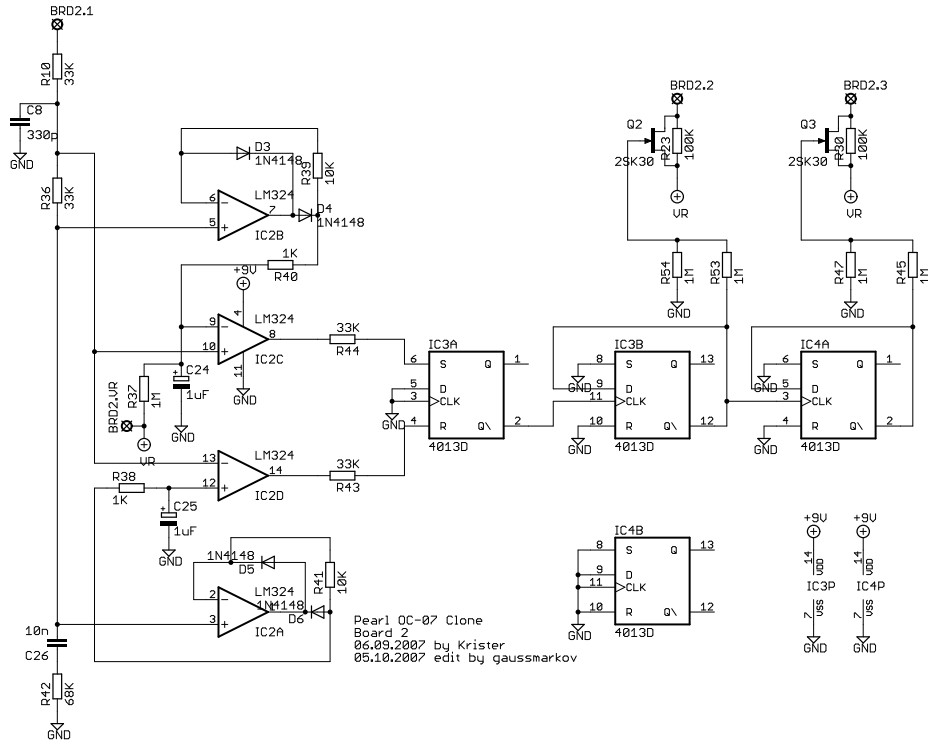 BRD2.1
R10
33K
C8
330p
GND
R36
33K
D3
1N4148
R39
10K
LM324
6
7
5
IC2B
D4
1N4148
1K
R40
+9V
4
LM324
9
8
10
IC2C
11
GND
33K
R44
C24
1uF
GND
R37
1M
BRD2.VR
VR
LM324
13
14
12
IC2D
33K
R43
R38
1K
C25
1uF
GND
1N4148
D5
R41
10K
LM324
1N4148
2
1
3
D6
IC2A
10n
C26
R42
68K
GND
Pearl OC-07 Clone
Board 2
06.09.2007 by Krister
05.10.2007 edit by gaussmarkov
BRD2.2
Q2
2SK30
R23
100K
VR
R54
1M
R53
1M
GND
BRD2.3
Q3
2SK30
R30
100K
VR
R47
1M
R45
1M
GND
IC3A
6
S
Q
1
5
D
3
CLK
GND
4
R
Q\
2
4013D
IC3B
8
S
Q
13
GND
9
D
11
CLK
10
R
Q\
12
GND
4013D
IC4A
6
S
Q
1
GND
5
D
3
CLK
4
R
Q\
2
GND
4013D
IC4B
8
S
Q
13
9
D
11
CLK
10
R
Q\
12
GND
4013D
+9V
14
VDD
IC3P
7
VSS
GND
+9V
14
VDD
IC4P
7
VSS
GND